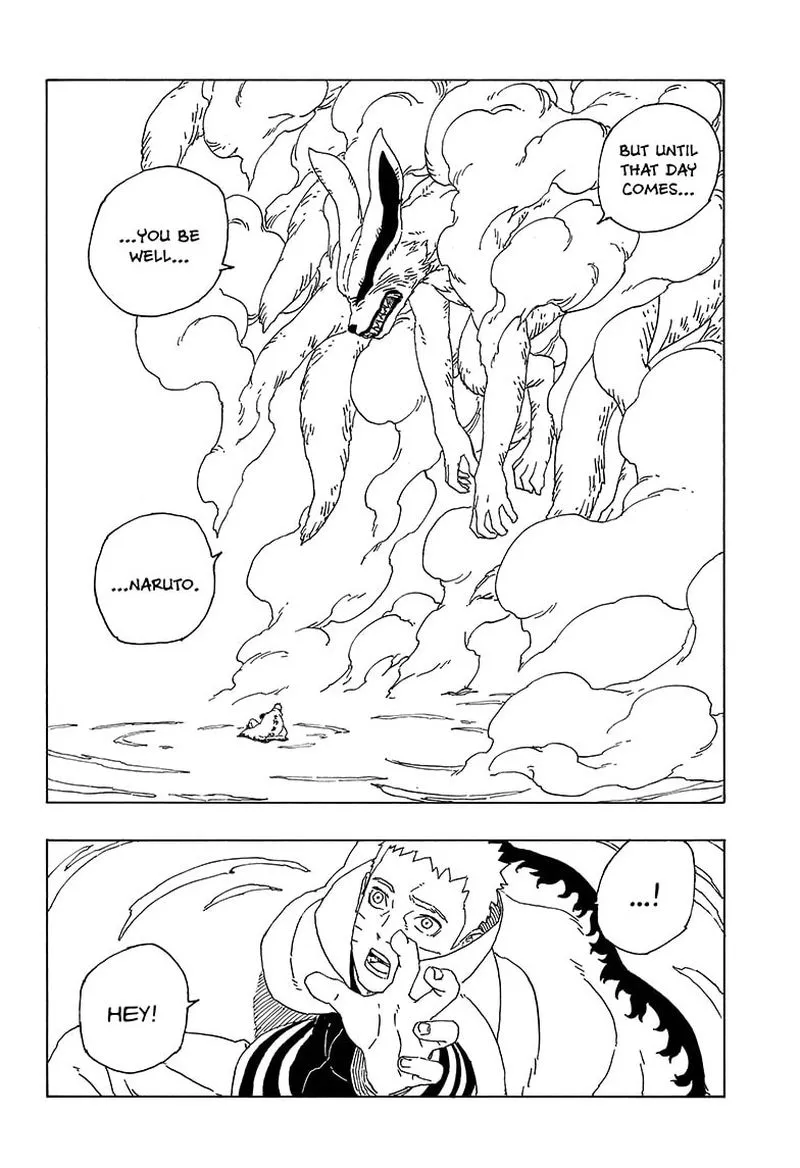 BUT UNTIL
THAT DAY
COMES...
...YOU BE
WELL...
...NARUTO.
...!
HEY!